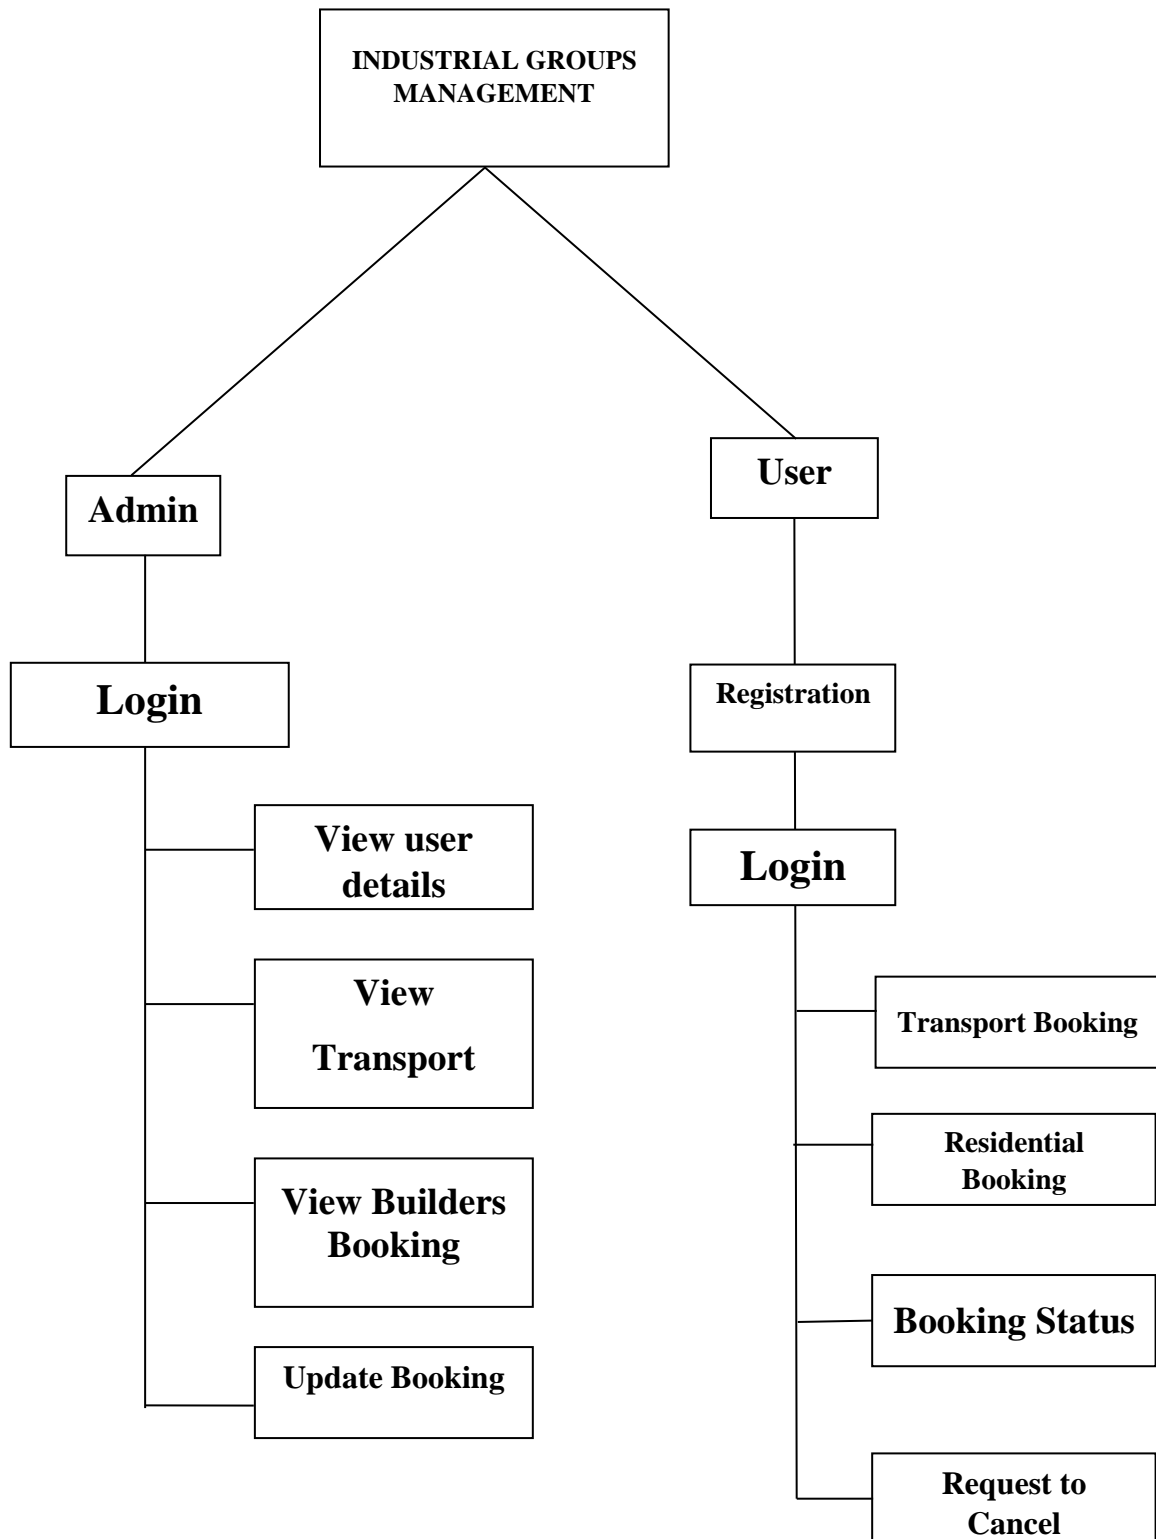 INDUSTRIAL GROUPS
MANAGEMENT
Admin
Login
View user
details
View
Transport
View Builders
Booking
Update Booking
User
Registration
Login
Transport Booking
Residential
Booking
Booking Status
Request to
Cancel